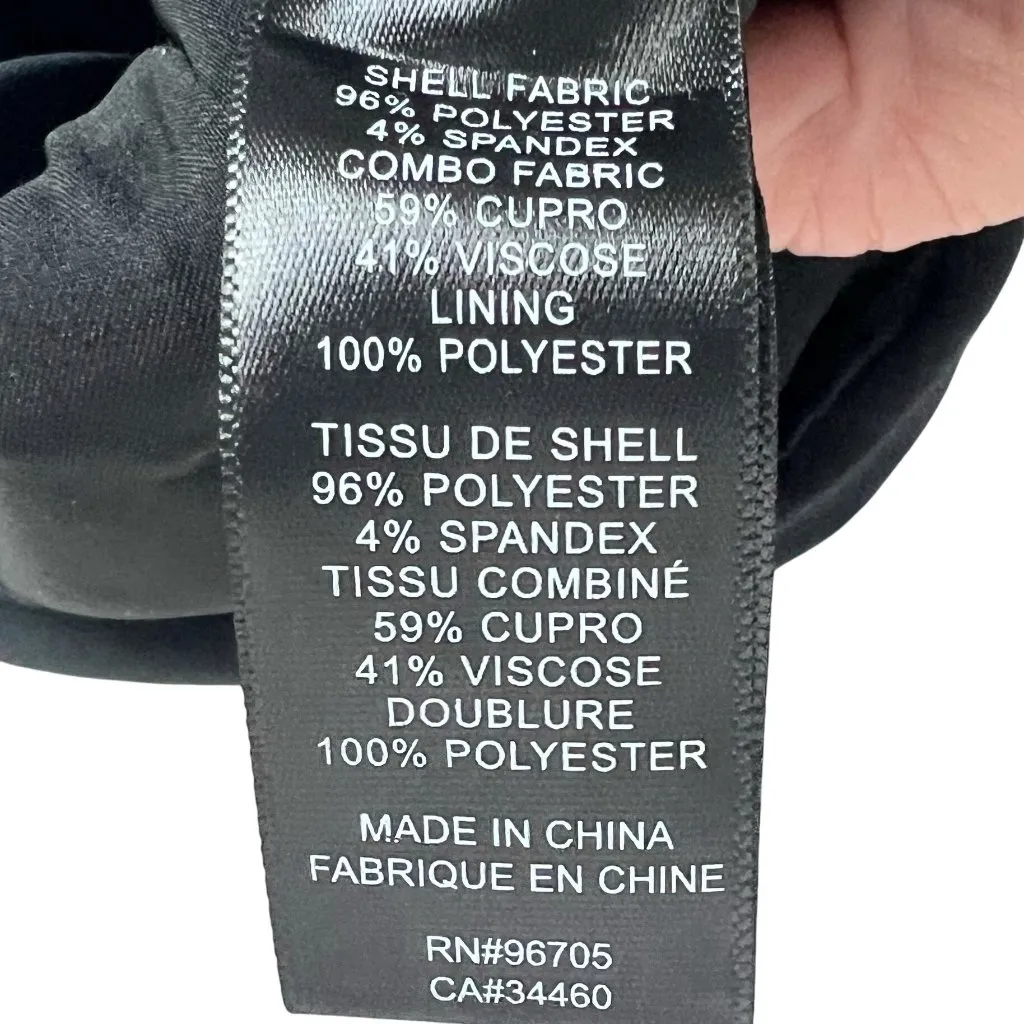 SHELL FABRIC
96% POLYESTER
4% SPANDEX
COMBO FABRIC
59% CUPRO
41% VISCOSE
LINING
100% POLYESTER
TISSU DE SHELL
96% POLYESTER
4% SPANDEX
TISSU COMBINÉ
59% CUPRO
41% VISCOSE
DOUBLURE
100% POLYESTER
MADE IN CHINA
FABRIQUE EN CHINE
RN#96705
CA#34460